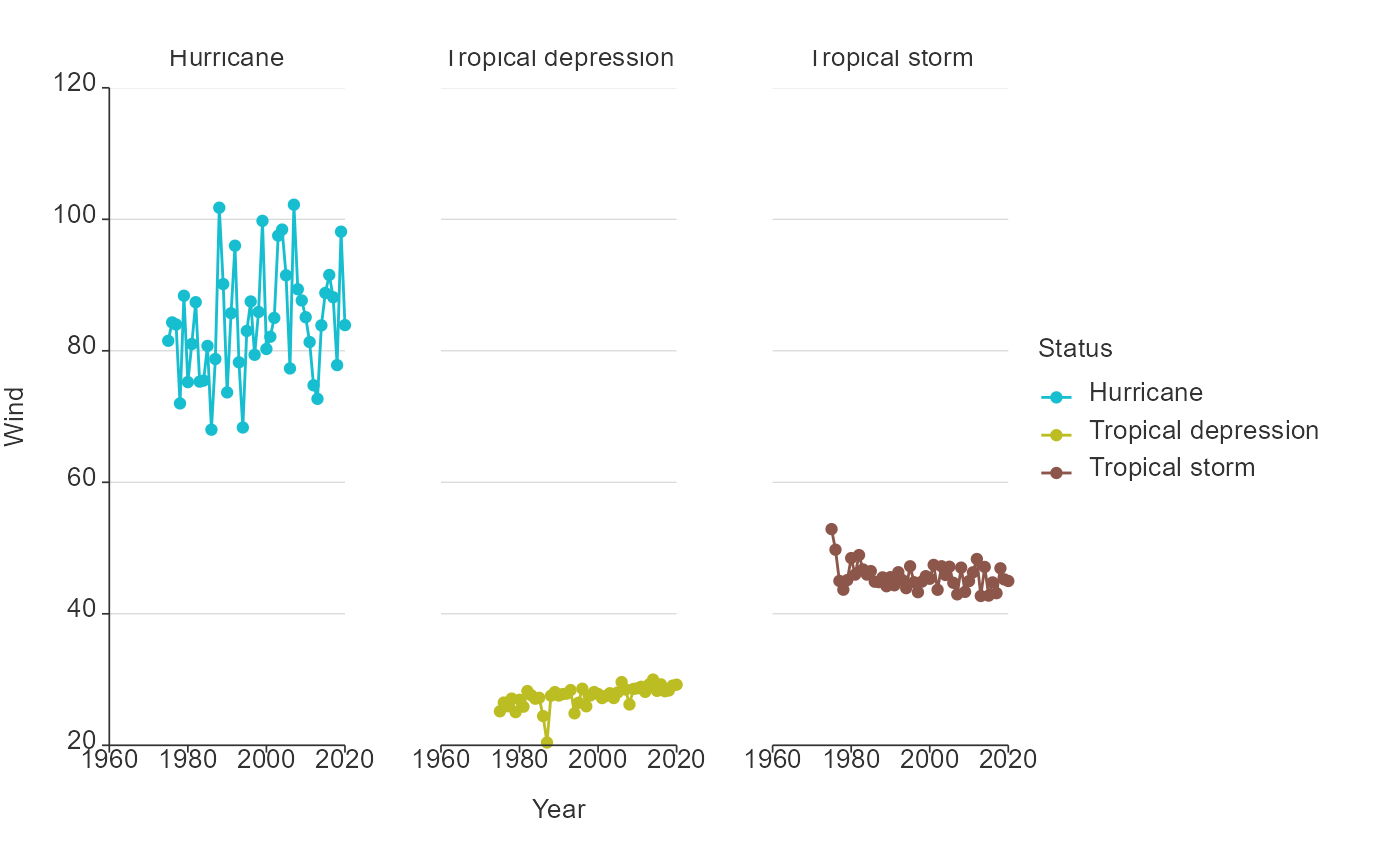 Hurricane Tropical depression Tropical storm
120
100
80
60
40
20
1960 1980 2000 2020 1960 1980 2000 2020 1960 1980 2000 2020
Wind
Year
Status
Hurricane
Tropical depression
Tropical storm